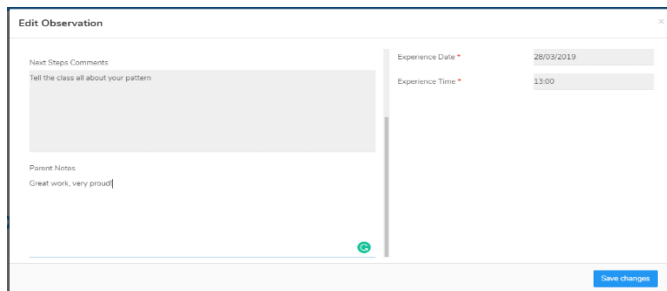 Edit Observation
×
Next Steps Comments
Tell the class all about your pattern
Parent Notes
Great work, very proud!
Experience Date *
28/03/2019
Experience Time *
13:00
Save changes